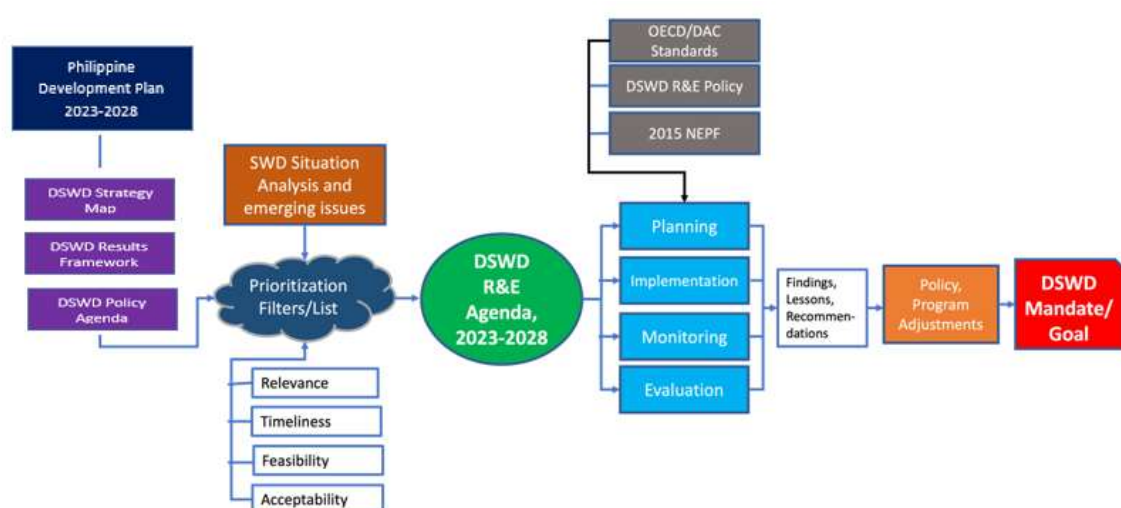 Philippine
Development Plan
2023-2028
DSWD Strategy
Map
DSWD Results
Framework
DSWD Policy
Agenda
SWD Situation
Analysis and
emerging issues
Prioritization
Filters/List
Relevance
Timeliness
Feasibility
Acceptability
DSWD
R&E
Agenda,
2023-2028
OECD/DAC
Standards
DSWD R&E Policy
2015 NEPF
Planning
Implementation
Monitoring
Evaluation
Findings,
Lessons,
Recommen-
dations
Policy,
Program
Adjustments
DSWD
Mandate/
Goal